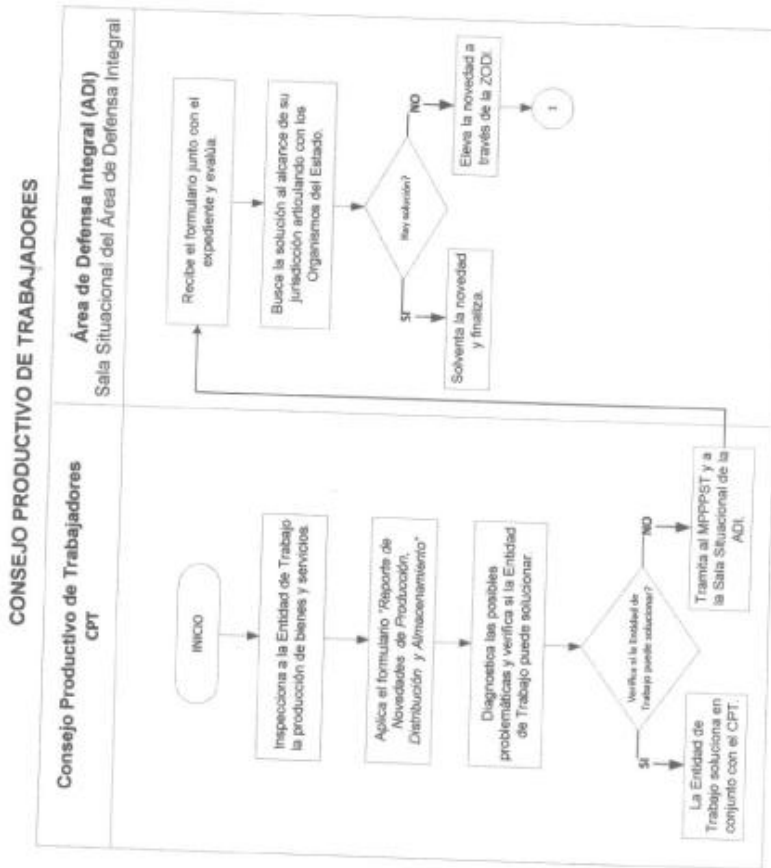 CONSEJO PRODUCTIVO DE TRABAJADORES
Consejo Productivo de Trabajadores
CPT
INICIO
Inspecciona a la Entidad de Trabajo
la producción de bienes y servicios.
Aplica el formulario "Reporte de
Novedades de Producción,
Distribución y Almacenamiento"
Diagnostica las posibles
problemáticas y verifica si la Entidad
de Trabajo puede solucionar.
Verifica si la Entidad de
Trabajo puede solucionar?
SI
NO
La Entidad de
Trabajo soluciona en
conjunto con el CPT.
Tramita al MPPPST y a
la Sala Situacional de la
ADI.
Área de Defensa Integral (ADI)
Sala Situacional del Área de Defensa Integral
Recibe el formulario junto con el
expediente y evalúa.
Busca la solución al alcance de su
jurisdicción articulando con los
Organismos del Estado.
Hay solución?
SI
NO
Solventa la novedad
y finaliza.
Eleva la novedad a
través de la ZODI.
1